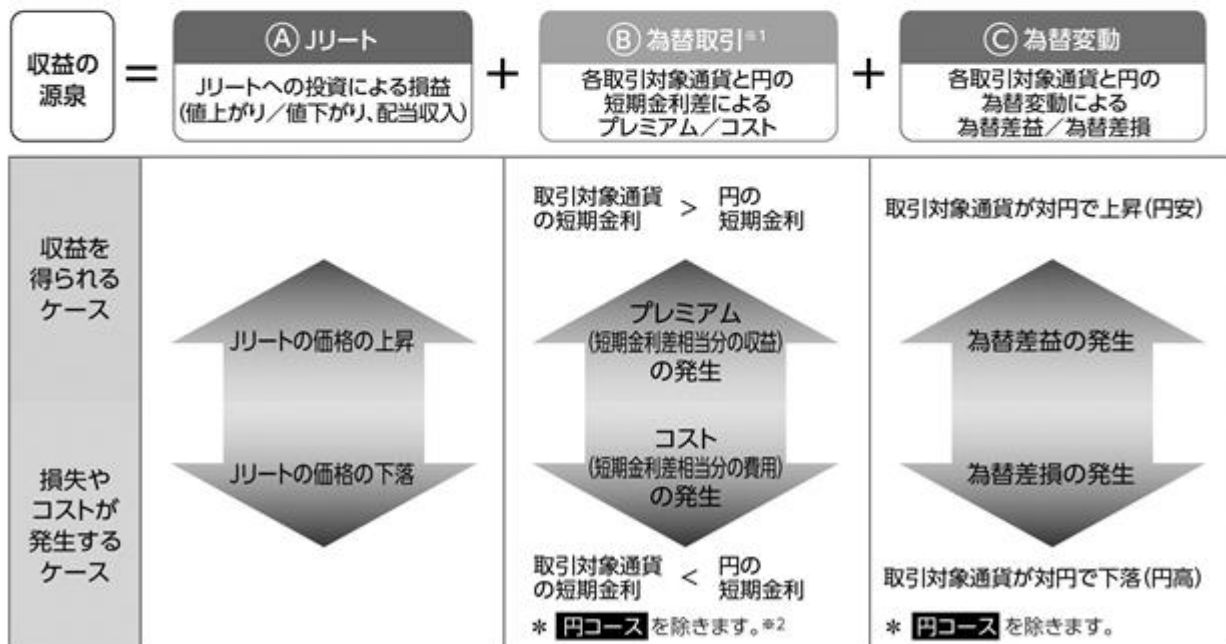 収益の
源泉
=
Ⓐ Jリート
Jリートへの投資による損益
(値上がり/値下がり、配当収入)
+
Ⓑ 為替取引※1
各取引対象通貨と円の
短期金利差による
プレミアム/コスト
+
Ⓒ 為替変動
各取引対象通貨と円の
為替変動による
為替差益/為替差損
収益を
得られる
ケース
取引対象通貨 > 円の
の短期金利 短期金利
取引対象通貨が対円で上昇(円安)
Jリートの価格の上昇
プレミアム
(短期金利差相当分の収益)
の発生
為替差益の発生
損失や
コストが
発生する
ケース
Jリートの価格の下落
コスト
(短期金利差相当分の費用)
の発生
為替差損の発生
取引対象通貨 < 円の
の短期金利 短期金利
* 円コース を除きます。※2
取引対象通貨が対円で下落(円高)
* 円コース を除きます。